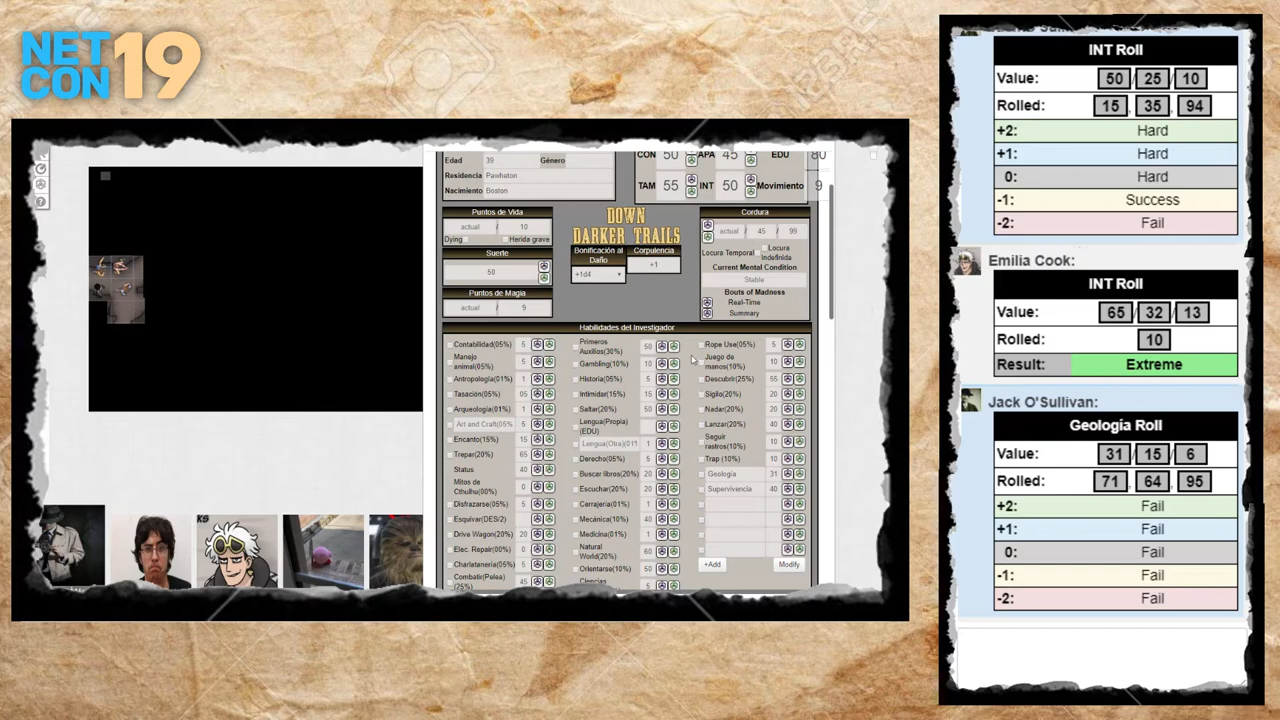 NET
CON 19
Edad 39 Género
Residencia Pawhaton
Nacimiento Boston
CON 50 APA 45 EDU 80
TAM 55 INT 50 Movimiento 9
Puntos de Vida
actual / 10
Dying Herida grave
Suerte
50
Puntos de Magia
actual / 9
DOWN
DARKER TRAILS
Bonificación al
Daño
+1d4
Corpulencia
+1
Cordura
actual / 45 / 99
Locura Temporal Locura
Indefinida
Current Mental Condition
Stable
Bouts of Madness
Real-Time
Summary
Habilidades del Investigador
Contabilidad(05%) 5
Manejo
animal(05%) 5
Antropología(01%) 1
Tasación(05%) 05
Arqueología(01%) 1
Art and Craft(05% 5
Encanto(15%) 15
Trepar(20%) 65
Status 40
Mitos de
Cthulhu(00%) 0
Disfrazarse(05%) 5
Esquivar(DES/2)
Drive Wagon(20%) 20
Elec. Repair(00%) 0
Charlatanería(05%) 5
Combatir(Pelea)
(25%) 45
Primeros
Auxilios(30%) 50
Gambling(10%) 10
Historia(05%) 5
Intimidar(15%) 15
Saltar(20%) 50
Lengua(Propia)
(EDU)
Lengua(Otra)(01% 1
Derecho(05%) 5
Buscar libros(20%) 20
Escuchar(20%) 20
Cerrajería(01%) 1
Mecánica(10%) 40
Medicina(01%) 1
Natural
World(20%) 60
Orientarse(10%) 50
Ciencias 5
Rope Use(05%) 5
Juego de
manos(10%) 10
Descubrir(25%) 55
Sigilo(20%) 20
Nadar(20%) 20
Lanzar(20%) 40
Seguir
rastros(10%) 10
Trap (10%) 10
Geología 31
Supervivencia 40
+Add Modify
KS
INT Roll
Value: 50 / 25 / 10
Rolled: 15, 35, 94
+2: Hard
+1: Hard
0: Hard
-1: Success
-2: Fail
Emilia Cook:
INT Roll
Value: 65 / 32 / 13
Rolled: 10
Result: Extreme
Jack O'Sullivan:
Geología Roll
Value: 31 / 15 / 6
Rolled: 71, 64, 95
+2: Fail
+1: Fail
0: Fail
-1: Fail
-2: Fail